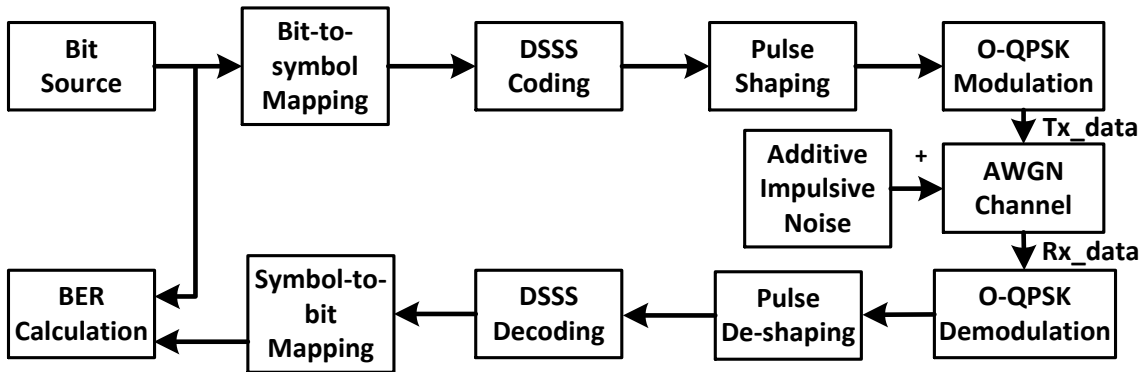 Bit
Source
Bit-to-
symbol
Mapping
DSSS
Coding
Pulse
Shaping
O-QPSK
Modulation
Tx_data
Additive
Impulsive
Noise
+
AWGN
Channel
Rx_data
BER
Calculation
Symbol-to-
bit
Mapping
DSSS
Decoding
Pulse
De-shaping
O-QPSK
Demodulation